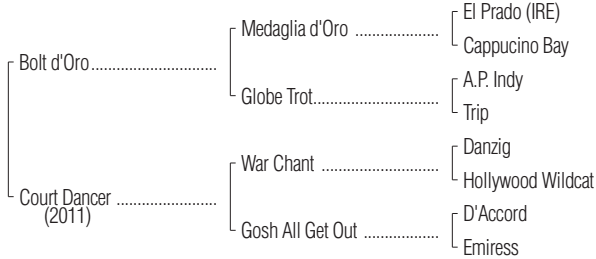 El Prado (IRE)
Medaglia d'Oro ..................
Cappucino Bay
Bolt d'Oro..............................
A.P. Indy
Globe Trot..............................
Trip
Danzig
War Chant ............................
Hollywood Wildcat
Court Dancer ........................
(2011)
D'Accord
Gosh All Get Out ..................
Emiress